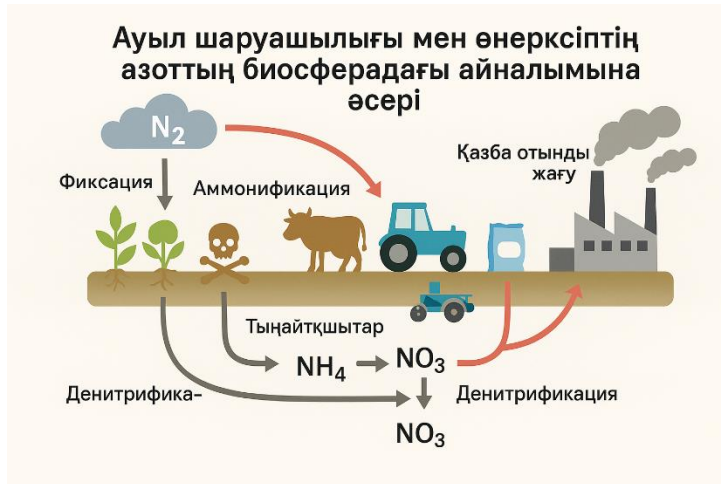 Ауыл шаруашылығы мен өнерксіптің
азоттың биосферадағы айналымына
әсері
N₂
Фиксация
Аммонификация
Қазба отынды
жағу
Тыңайтқшытар
NH₄
NO₃
Денитрифика-
Денитрификация
NO₃